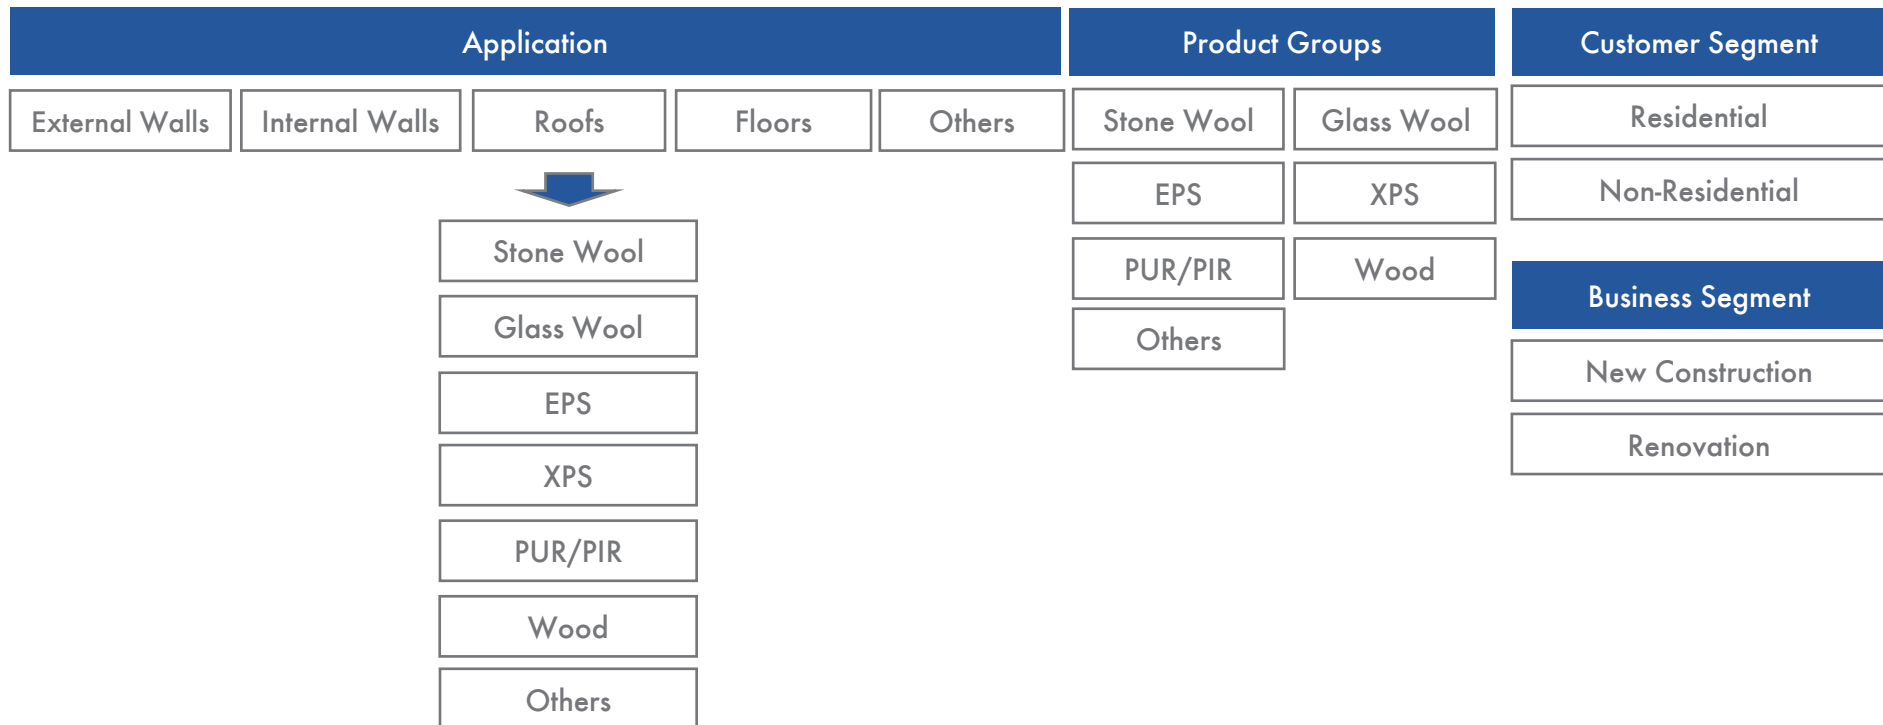 Application
External Walls
Internal Walls
Roofs
Floors
Others
Stone Wool
Glass Wool
EPS
XPS
PUR/PIR
Wood
Others
Product Groups
Stone Wool
Glass Wool
EPS
XPS
PUR/PIR
Wood
Others
Customer Segment
Residential
Non-Residential
Business Segment
New Construction
Renovation